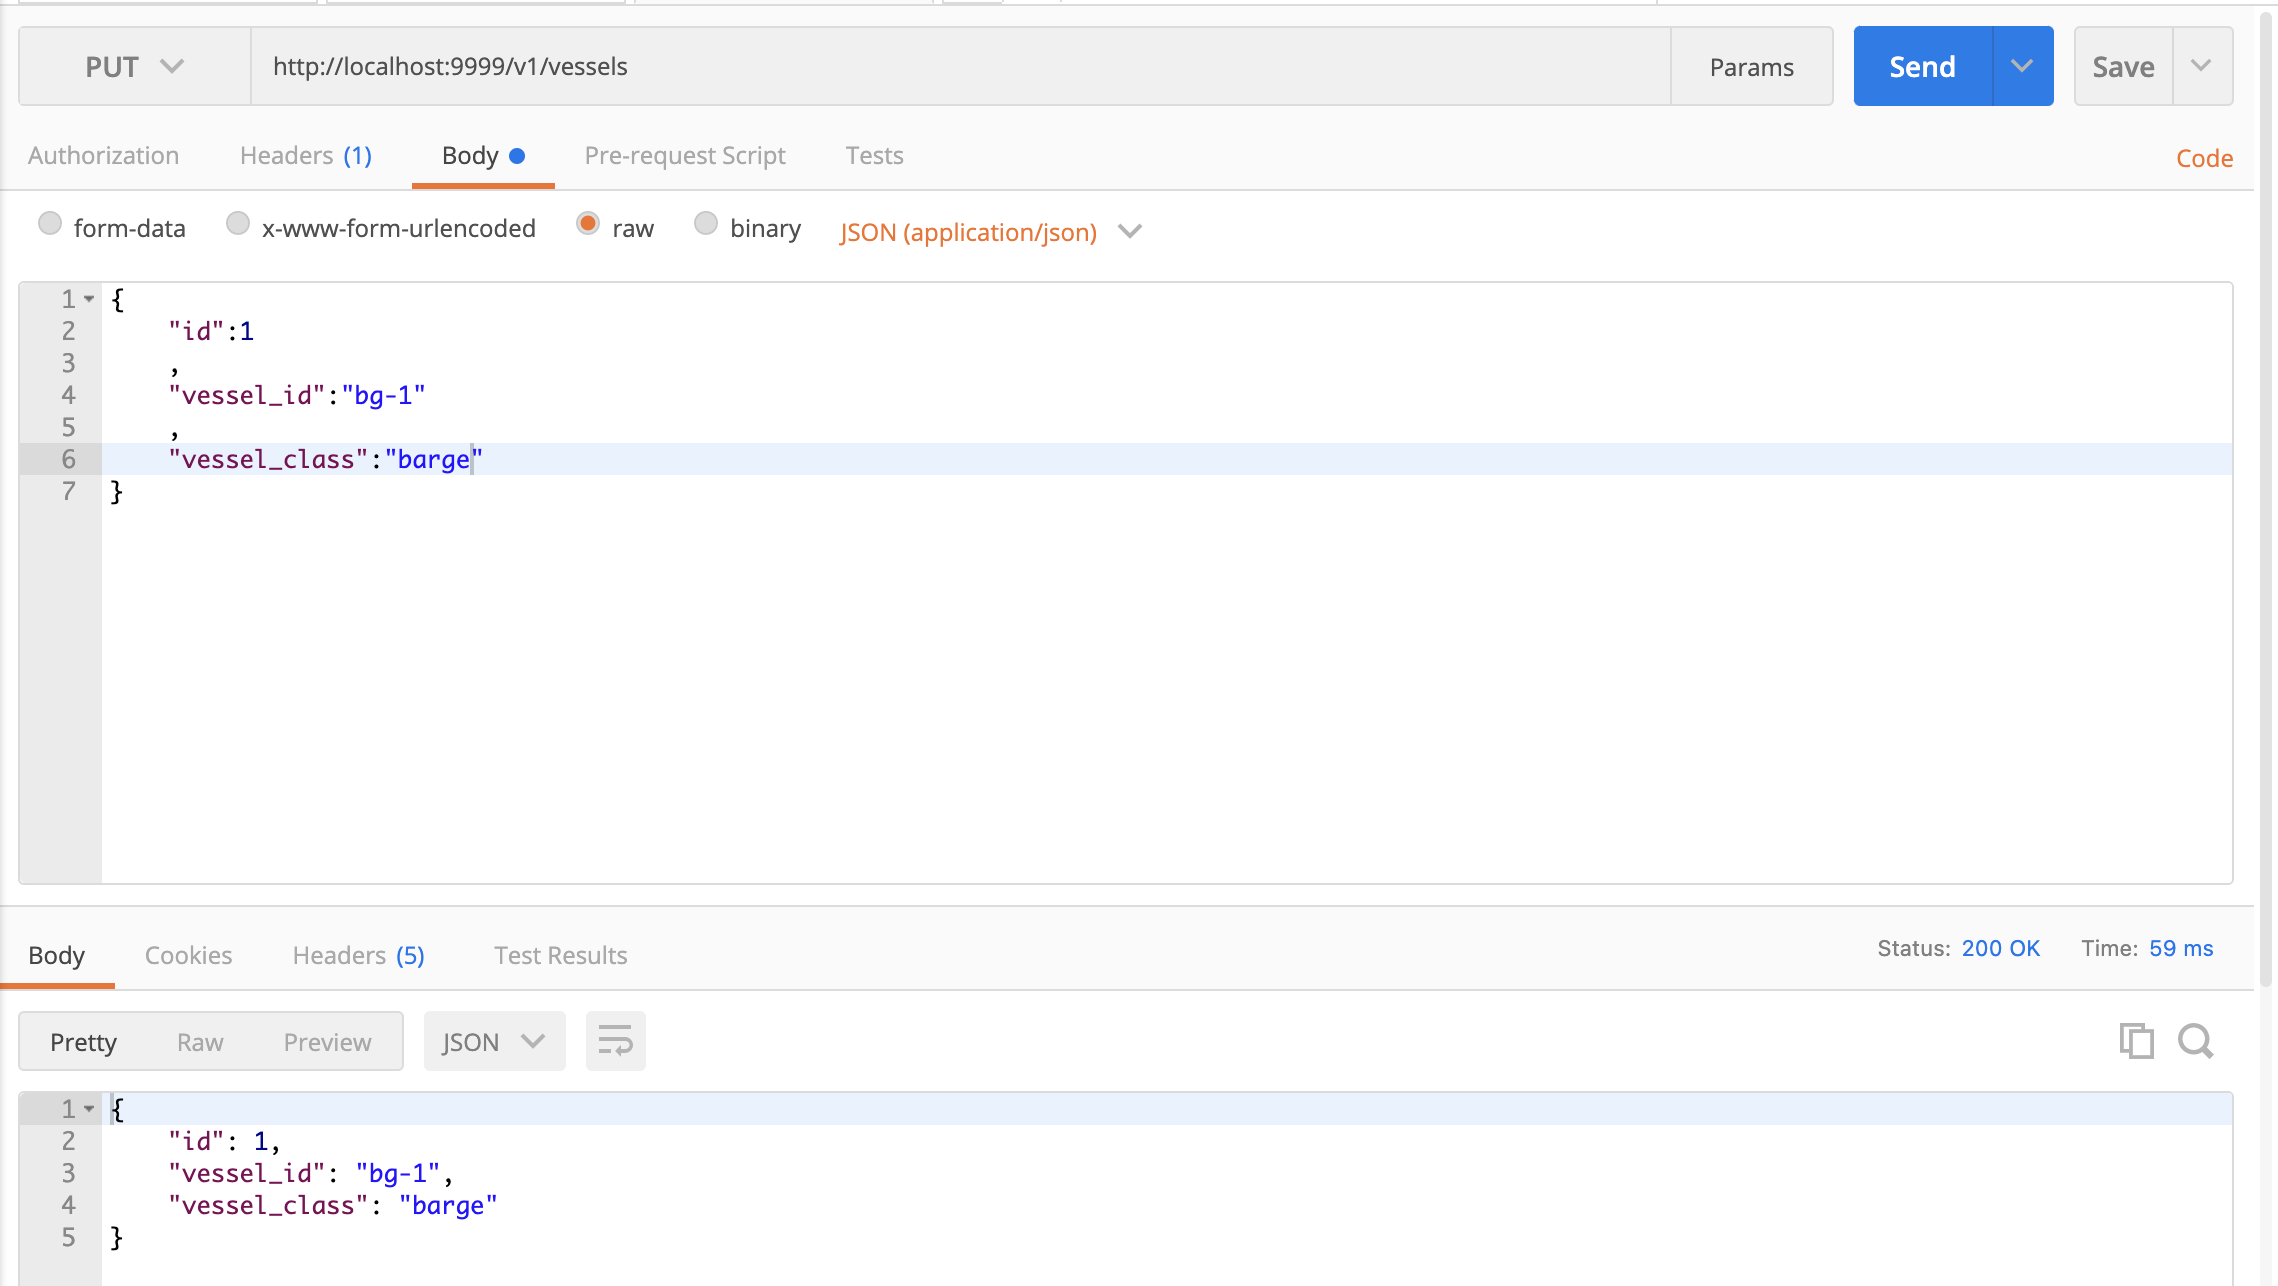 PUT http://localhost:9999/v1/vessels Params Send Save
Authorization Headers (1) Body Pre-request Script Tests Code
form-data x-www-form-urlencoded raw binary JSON (application/json)
1 {
2 "id":1
3 ,
4 "vessel_id":"bg-1"
5 ,
6 "vessel_class":"barge"
7 }
Body Cookies Headers (5) Test Results Status: 200 OK Time: 59 ms
Pretty Raw Preview JSON
1 {
2 "id": 1,
3 "vessel_id": "bg-1",
4 "vessel_class": "barge"
5 }